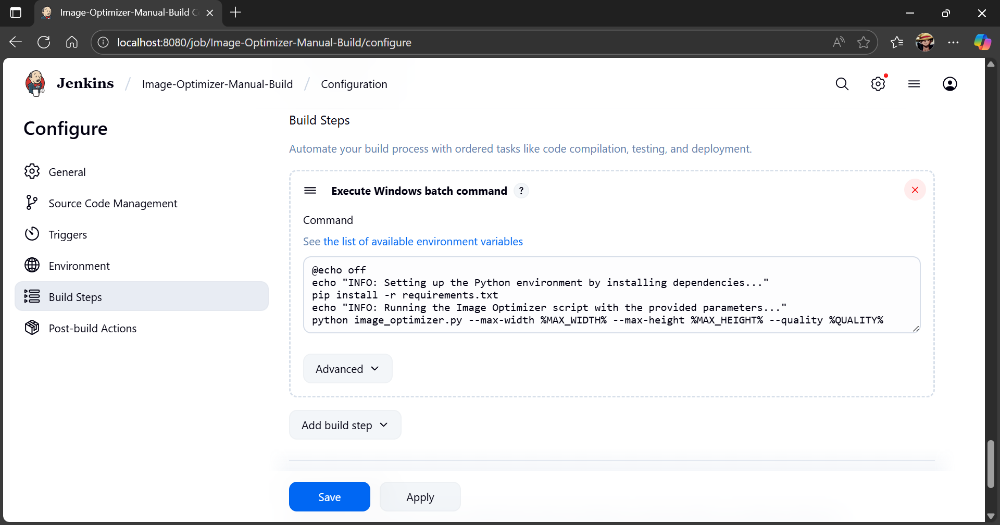 Image-Optimizer-Manual-Build
localhost:8080/job/Image-Optimizer-Manual-Build/configure
Jenkins / Image-Optimizer-Manual-Build / Configuration
Configure
General
Source Code Management
Triggers
Environment
Build Steps
Post-build Actions
Build Steps
Automate your build process with ordered tasks like code compilation, testing, and deployment.
Execute Windows batch command ?
Command
See the list of available environment variables
@echo off
echo "INFO: Setting up the Python environment by installing dependencies..."
pip install -r requirements.txt
echo "INFO: Running the Image Optimizer script with the provided parameters..."
python image_optimizer.py --max-width %MAX_WIDTH% --max-height %MAX_HEIGHT% --quality %QUALITY%
Advanced
Add build step
Save
Apply